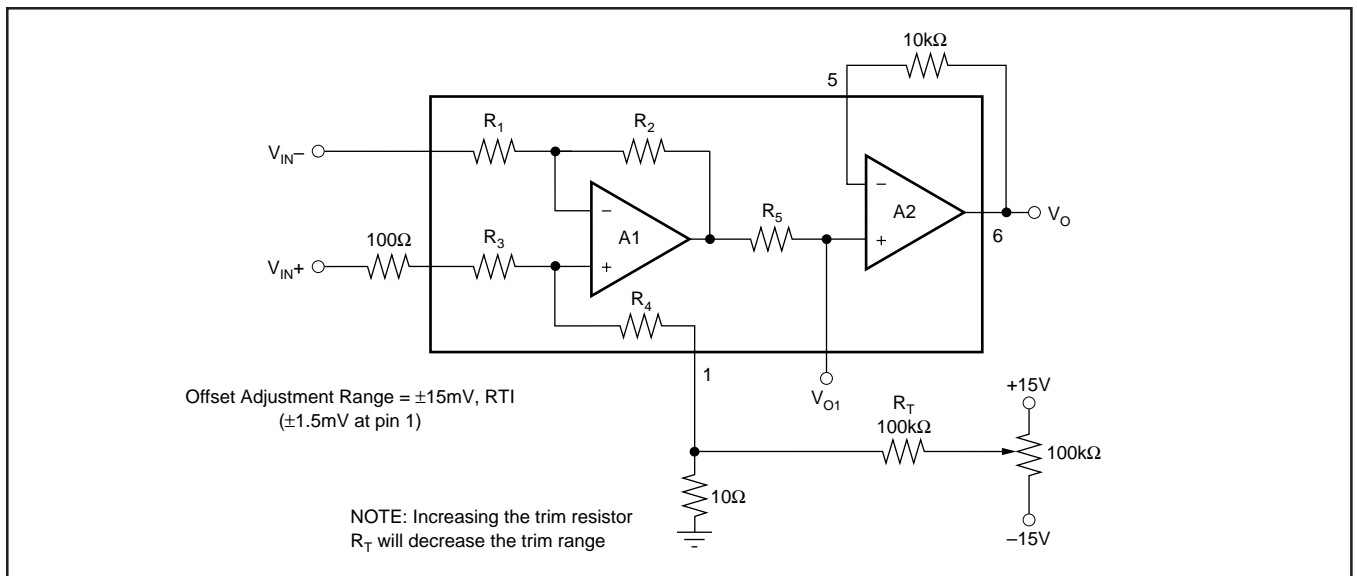 10kΩ
5
R1
R2
VIN–
A1
R5
A2
VO
6
100Ω
R3
VIN+
R4
1
VO1
Offset Adjustment Range = ±15mV, RTI
(±1.5mV at pin 1)
+15V
RT
100kΩ
100kΩ
10Ω
–15V
NOTE: Increasing the trim resistor
RT will decrease the trim range
–
+
–
+